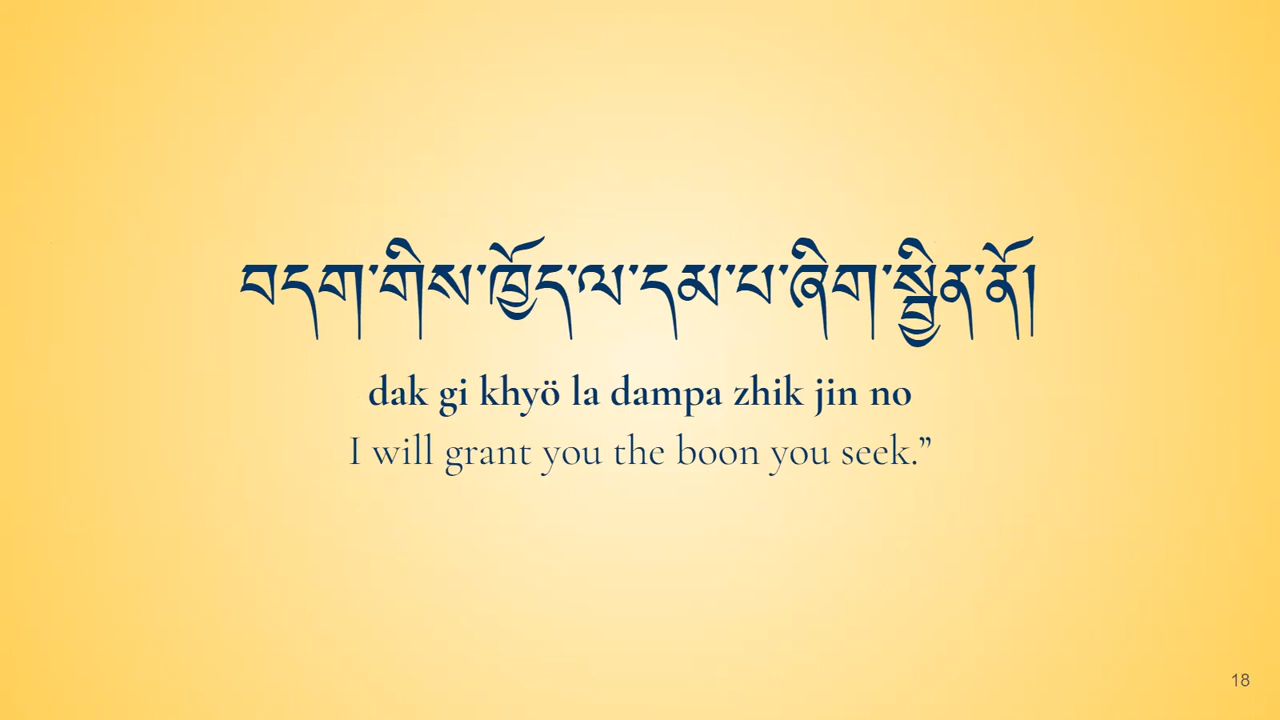 བདག་གིས་ཁྱོད་ལ་དམ་པ་ཞིག་སྦྱིན་ནོ།
dak gi khyö la dampa zhik jin no
I will grant you the boon you seek.”
18